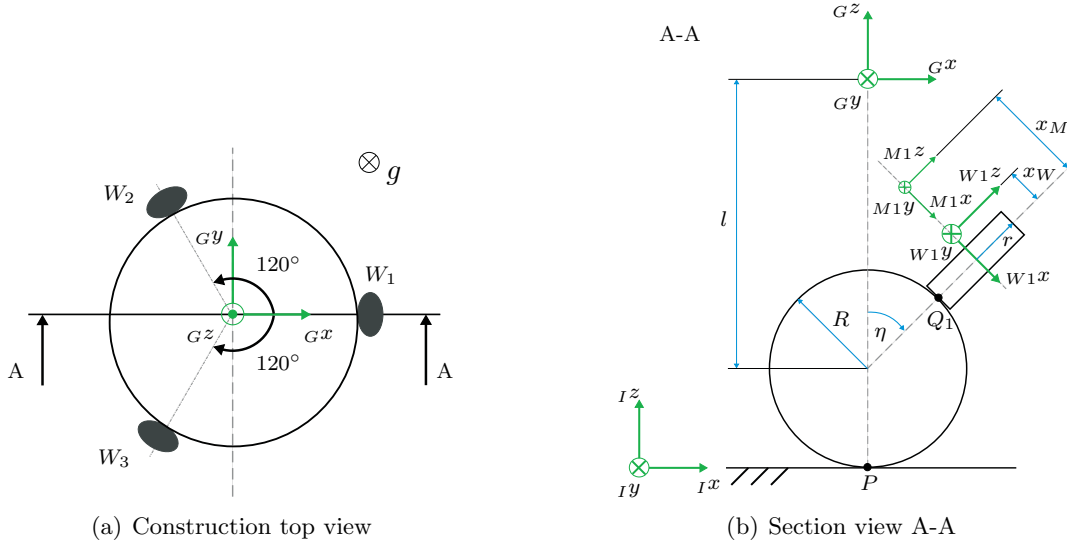 g
W₂
Gy
120°
W₁
Gz
Gx
120°
A
A
W₃
(a) Construction top view
A-A
Gz
Gx
Gy
xM
M1z
W1z
xW
M1x
M1y
l
W1y
r
W1x
R
Q₁
η
Iz
Iy
Ix
P
(b) Section view A-A